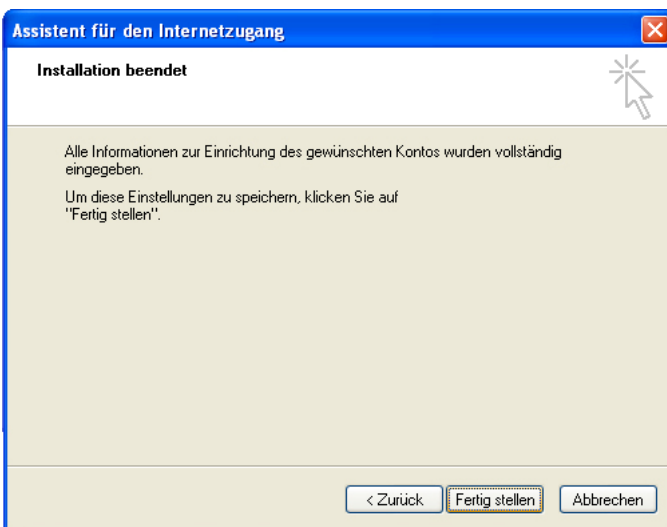 Assistent für den Internetzugang
Installation beendet
Alle Informationen zur Einrichtung des gewünschten Kontos wurden vollständig
eingegeben.
Um diese Einstellungen zu speichern, klicken Sie auf
"Fertig stellen".
< Zurück Fertig stellen Abbrechen